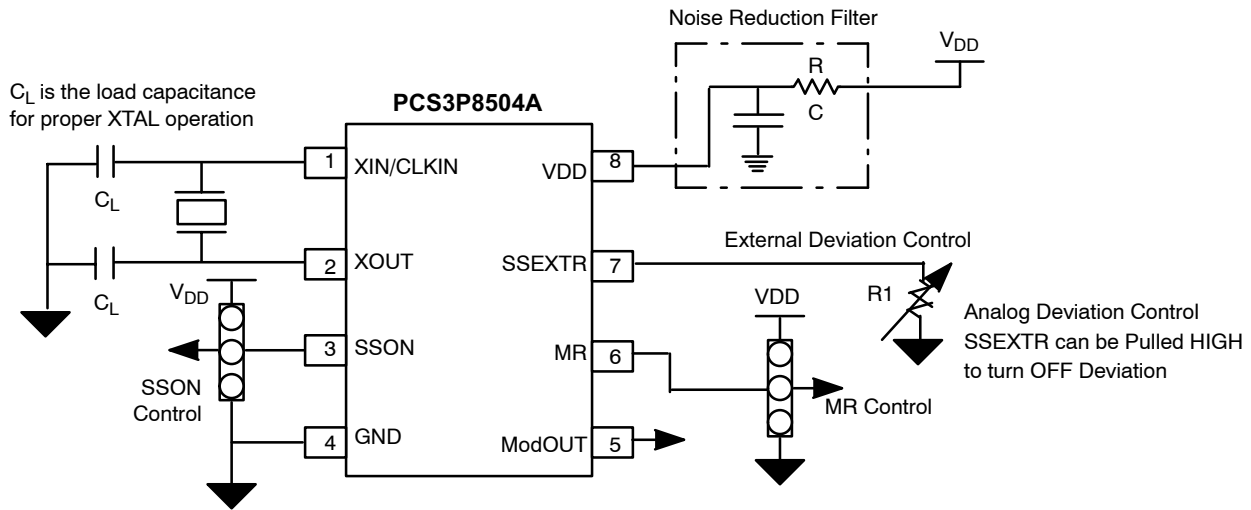 Noise Reduction Filter
V_DD
R
C
C_L is the load capacitance
for proper XTAL operation
PCS3P8504A
1
XIN/CLKIN
VDD
8
C_L
External Deviation Control
2
XOUT
SSEXTR
7
C_L
V_DD
VDD
R1
Analog Deviation Control
SSEXTR can be Pulled HIGH
to turn OFF Deviation
3
SSON
MR
6
SSON
Control
MR Control
4
GND
ModOUT
5